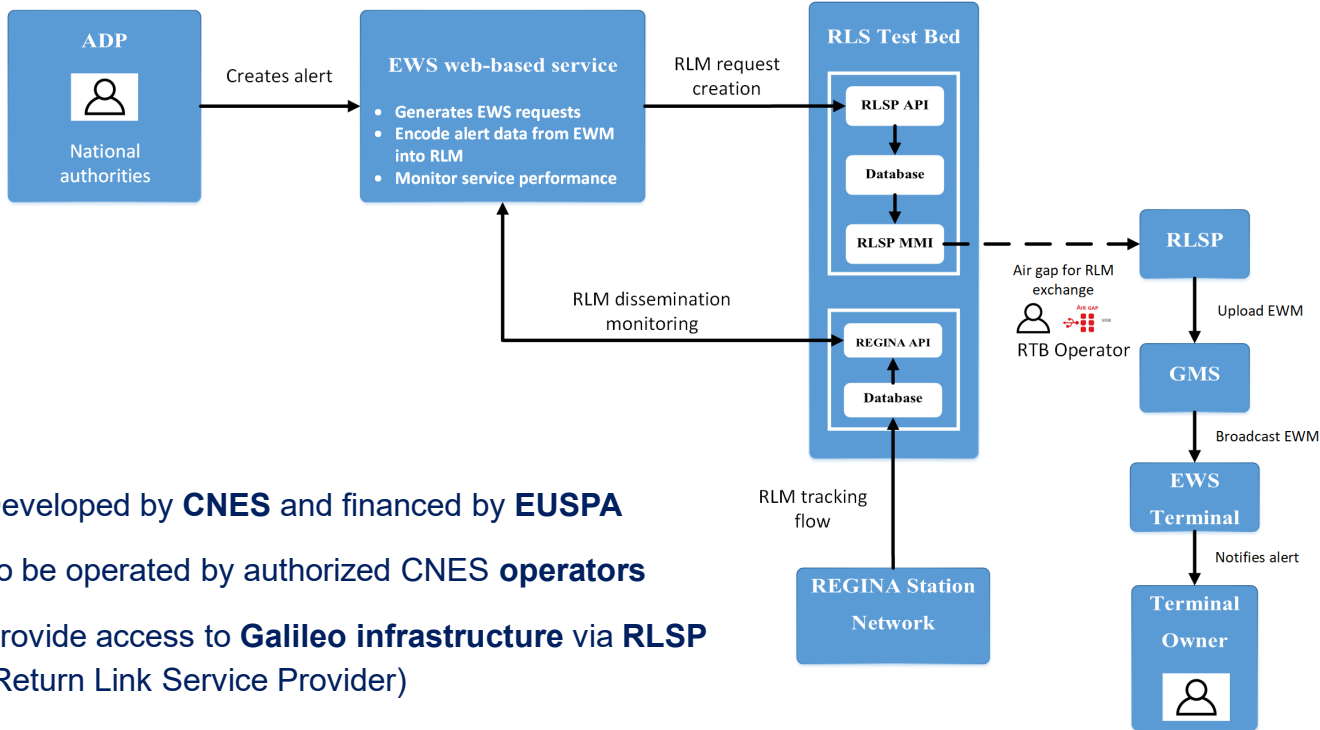 ADP
National
authorities
Creates alert
EWS web-based service
• Generates EWS requests
• Encode alert data from EWM
into RLM
• Monitor service performance
RLM request
creation
RLS Test Bed
RLSP API
Database
RLSP MMI
RLM dissemination
monitoring
REGINA API
Database
Air gap for RLM
exchange
AIR GAP
USB
RTB Operator
RLSP
Upload EWM
GMS
Broadcast EWM
EWS
Terminal
Notifies alert
Terminal
Owner
RLM tracking
flow
REGINA Station
Network
eveloped by CNES and financed by EUSPA
o be operated by authorized CNES operators
rovide access to Galileo infrastructure via RLSP
Return Link Service Provider)